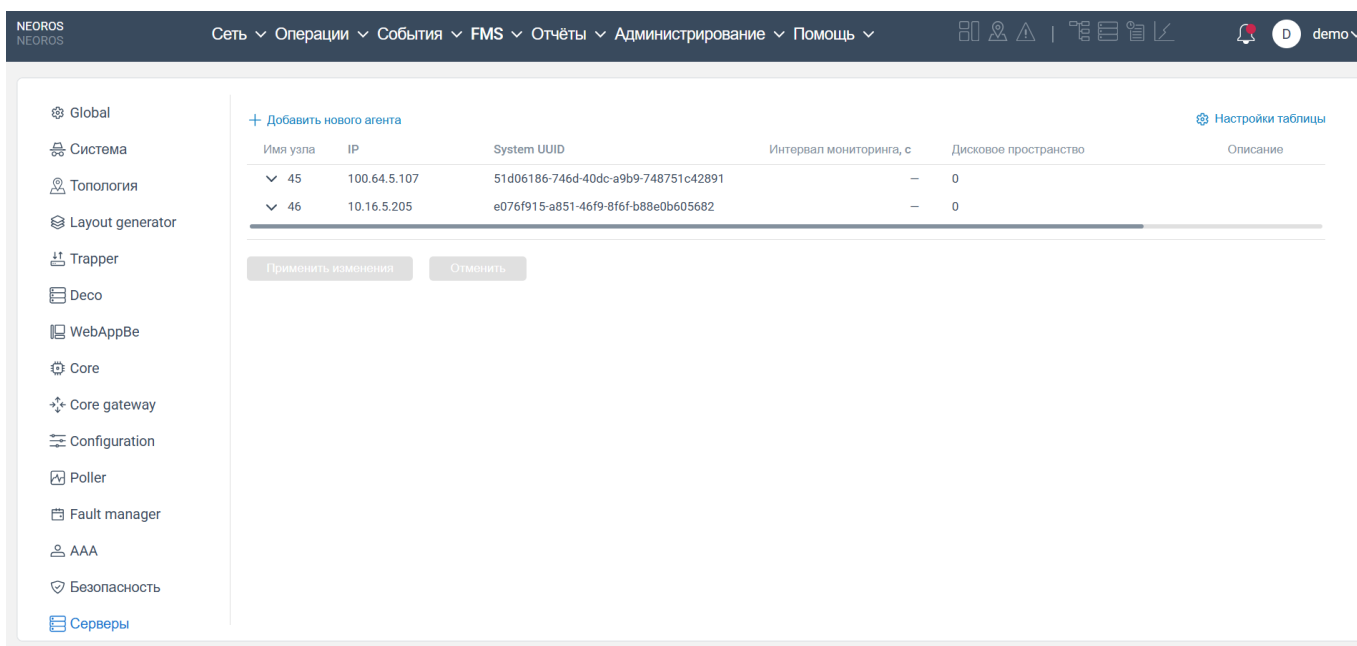 NEOROS
NEOROS
Сеть Операции События FMS Отчёты Администрирование Помощь
D demo
Global
Система
Топология
Layout generator
Trapper
Deco
WebAppBe
Core
Core gateway
Configuration
Poller
Fault manager
AAA
Безопасность
Серверы
+ Добавить нового агента
Настройки таблицы
Имя узла IP System UUID Интервал мониторинга, с Дисковое пространство Описание
45 100.64.5.107 51d06186-746d-40dc-a9b9-748751c42891 – 0
46 10.16.5.205 e076f915-a851-46f9-8f6f-b88e0b605682 – 0
Применить изменения Отменить